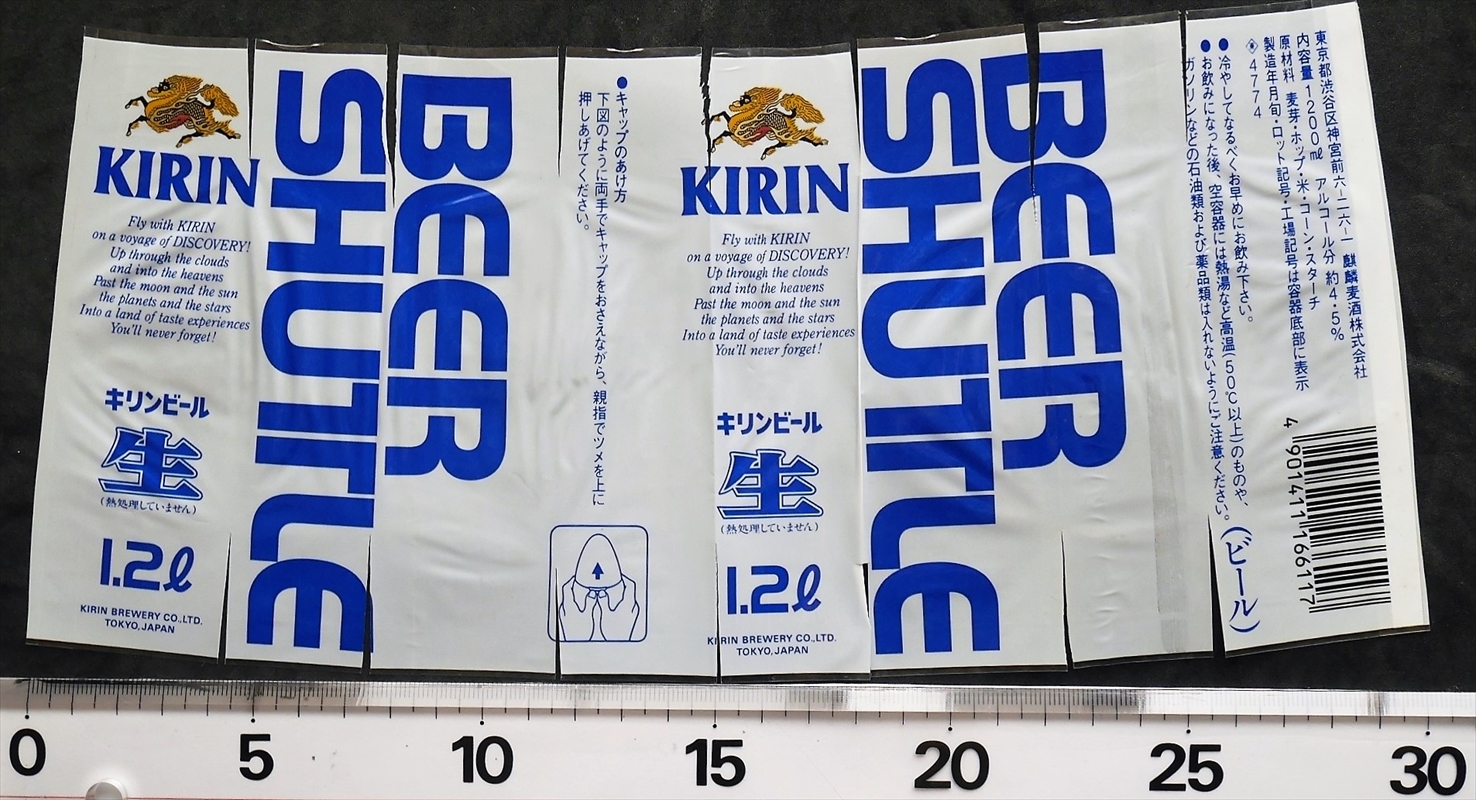 KIRIN
Fly with KIRIN
on a voyage of DISCOVERY!
Up through the clouds
and into the heavens
Past the moon and the sun
the planets and the stars
Into a land of taste experiences
You'll never forget!
キリンビール
生
(熱処理していません)
1.2ℓ
KIRIN BREWERY CO.,LTD.
TOKYO, JAPAN
BEER
SHUTTLE
●キャップのあけ方
下図のように両手でキャップをおさえながら、親指でツメを上に
押しあげてください。
KIRIN
Fly with KIRIN
on a voyage of DISCOVERY!
Up through the clouds
and into the heavens
Past the moon and the sun
the planets and the stars
Into a land of taste experiences
You'll never forget!
キリンビール
生
(熱処理していません)
1.2ℓ
KIRIN BREWERY CO.,LTD.
TOKYO, JAPAN
BEER
SHUTTLE
東京都渋谷区神宮前六ー二六ー一 麒麟麦酒株式会社
内容量1200㎖ アルコール分 約4.5%
原材料 麦芽・ホップ・米・コーン・スターチ
製造年月旬・ロット記号・工場記号は容器底部に表示
4774
●冷やしてなるべくお早めにお飲み下さい。
●お飲みになった後、空容器には熱湯など高温(50℃以上)のものや、
ガソリンなどの石油類および薬品類は入れないようにご注意ください。
(ビール)
4 901411 166117
0 5 10 15 20 25 30